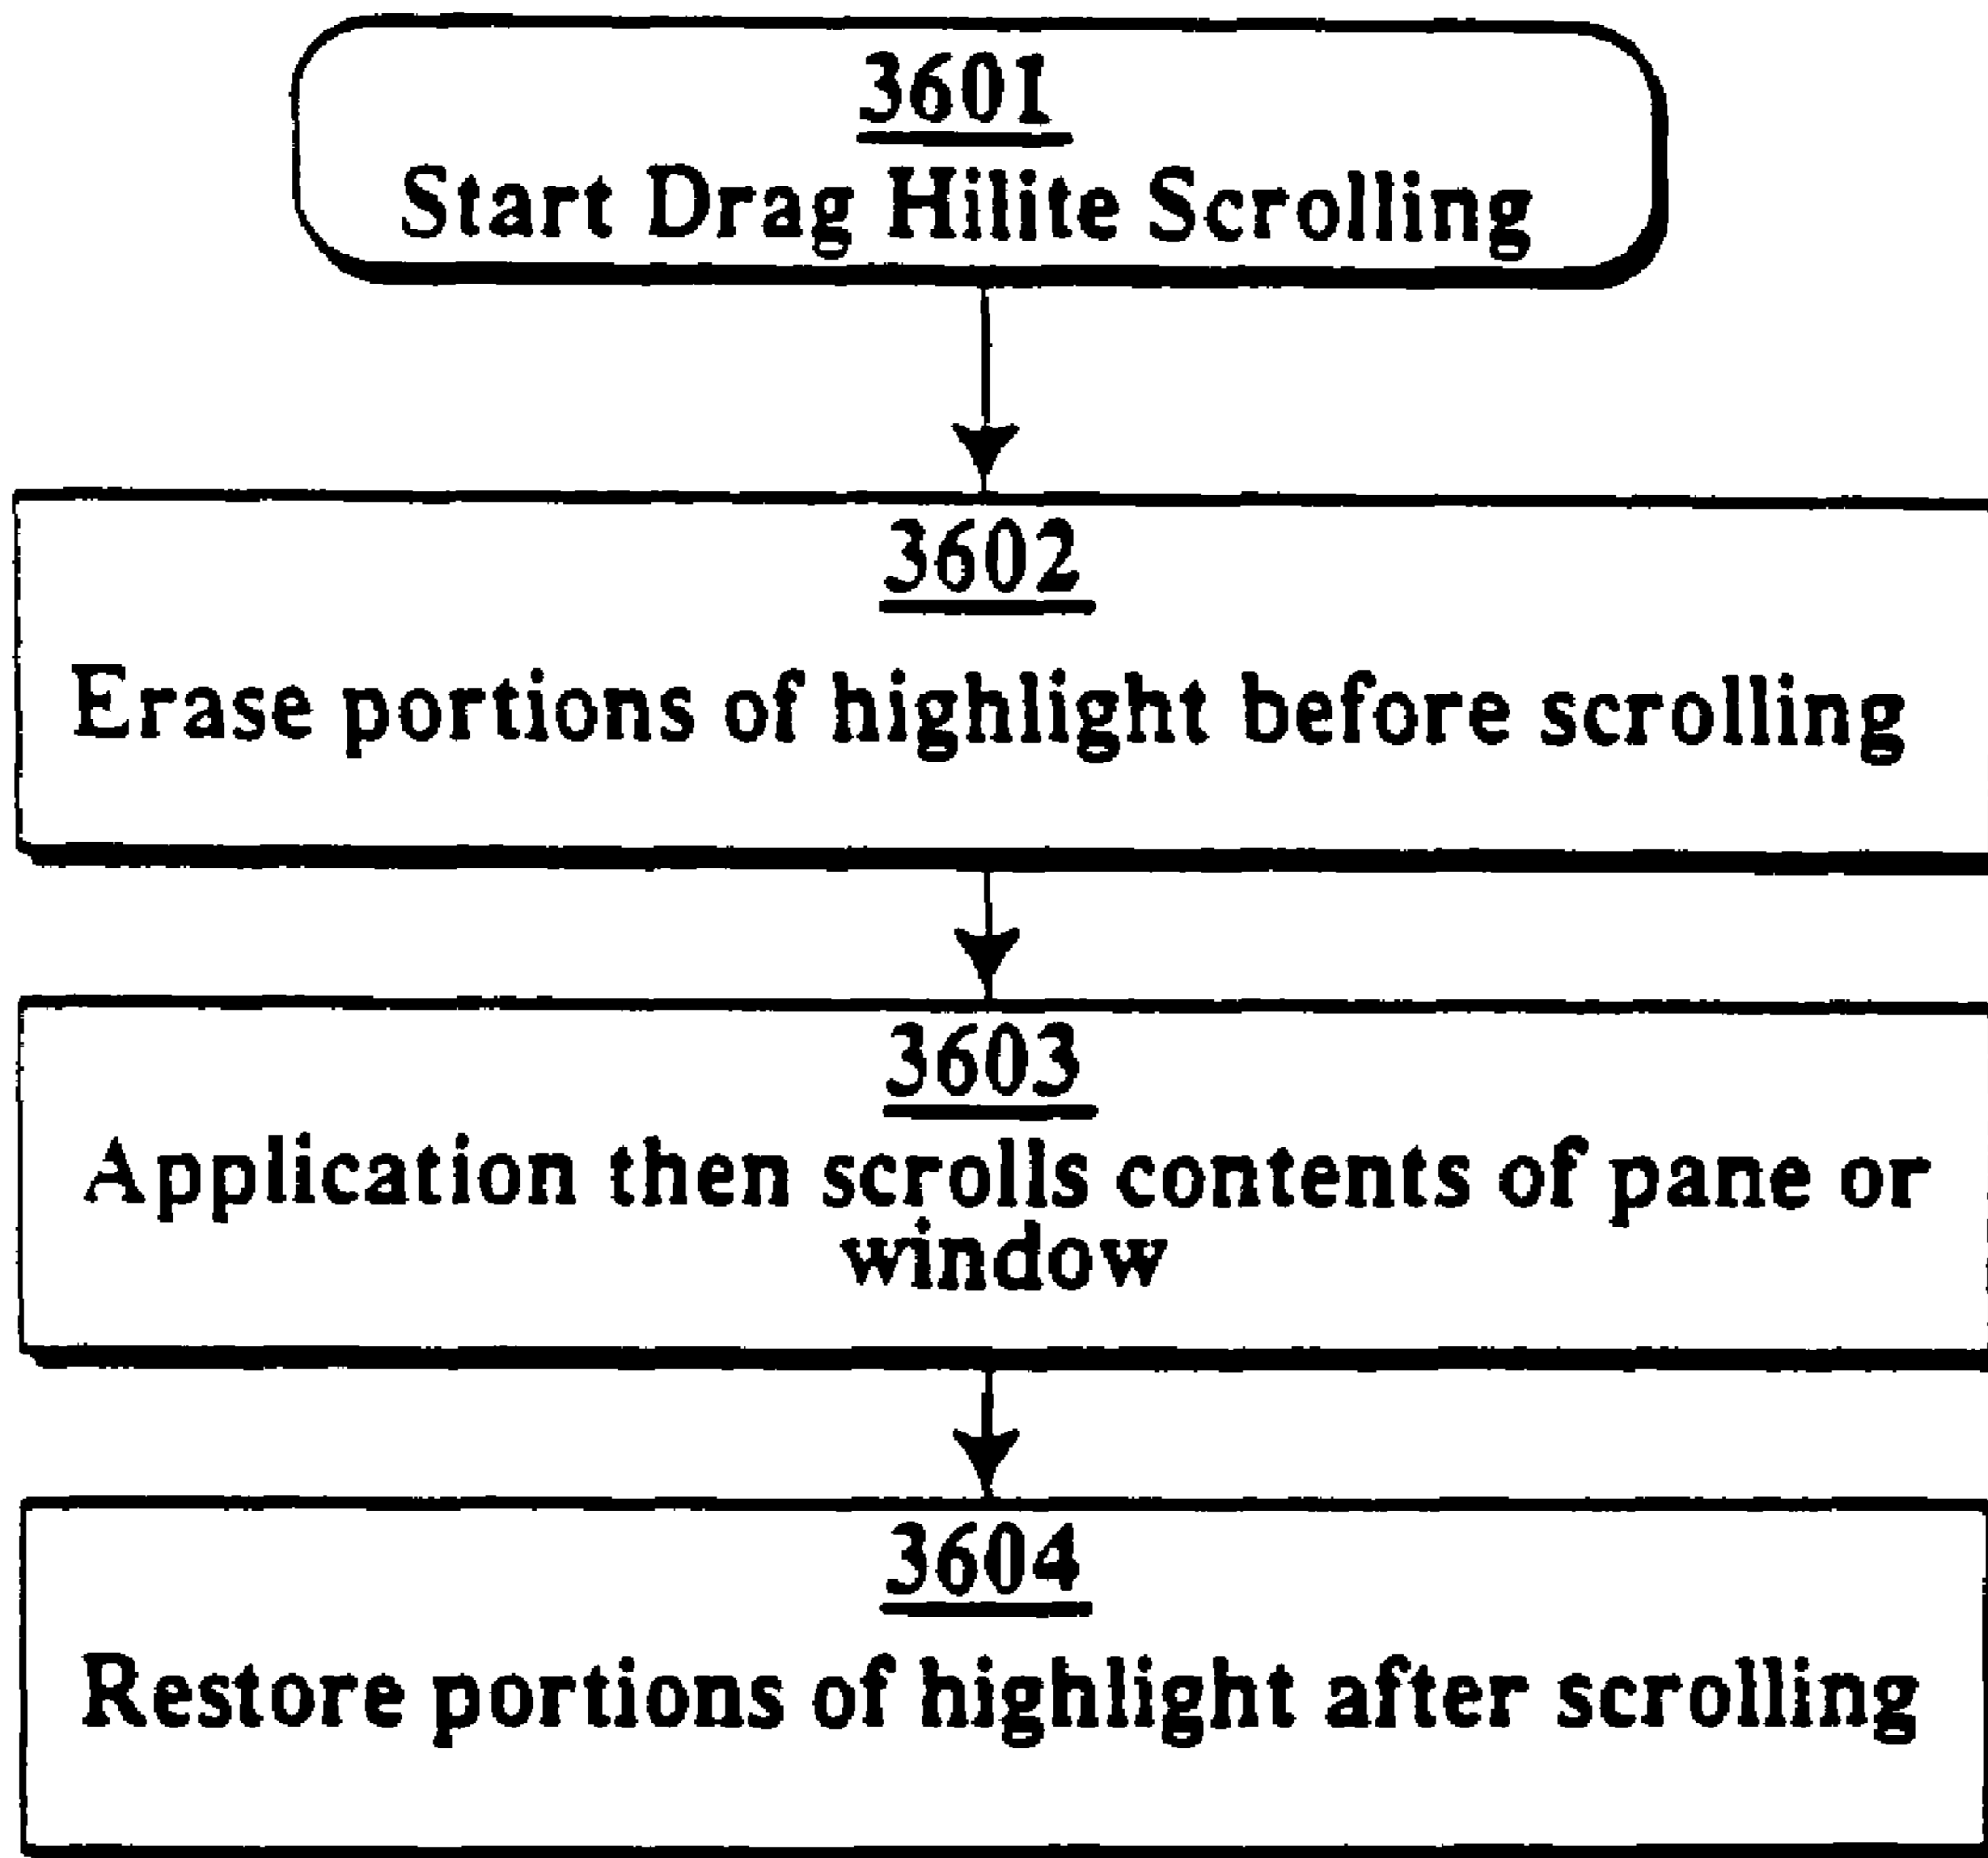 3601
Start Drag Hilite Scrolling
3602
Erase portions of highlight before scrolling
3603
Application then scrolls contents of pane or
window
3604
Restore portions of highlight after scrolling